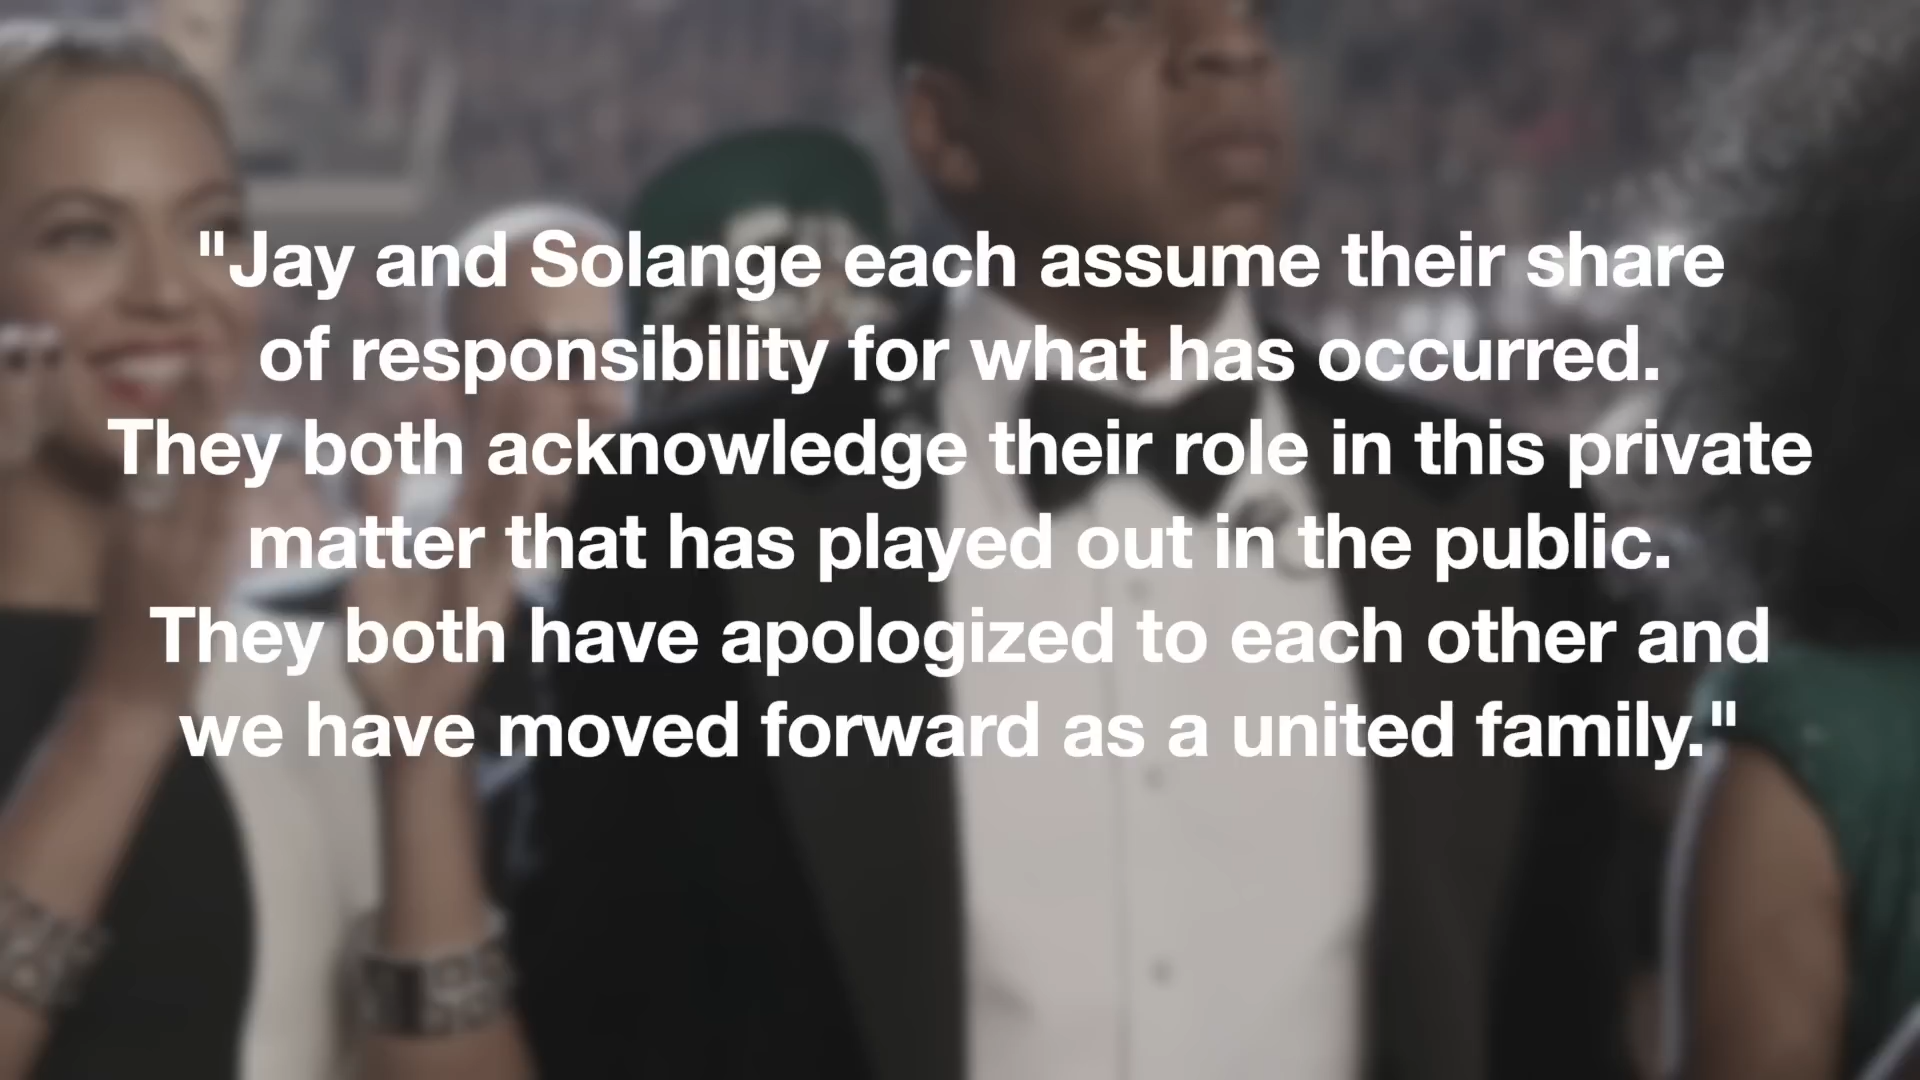 "Jay and Solange each assume their share
of responsibility for what has occurred.
They both acknowledge their role in this private
matter that has played out in the public.
They both have apologized to each other and
we have moved forward as a united family."